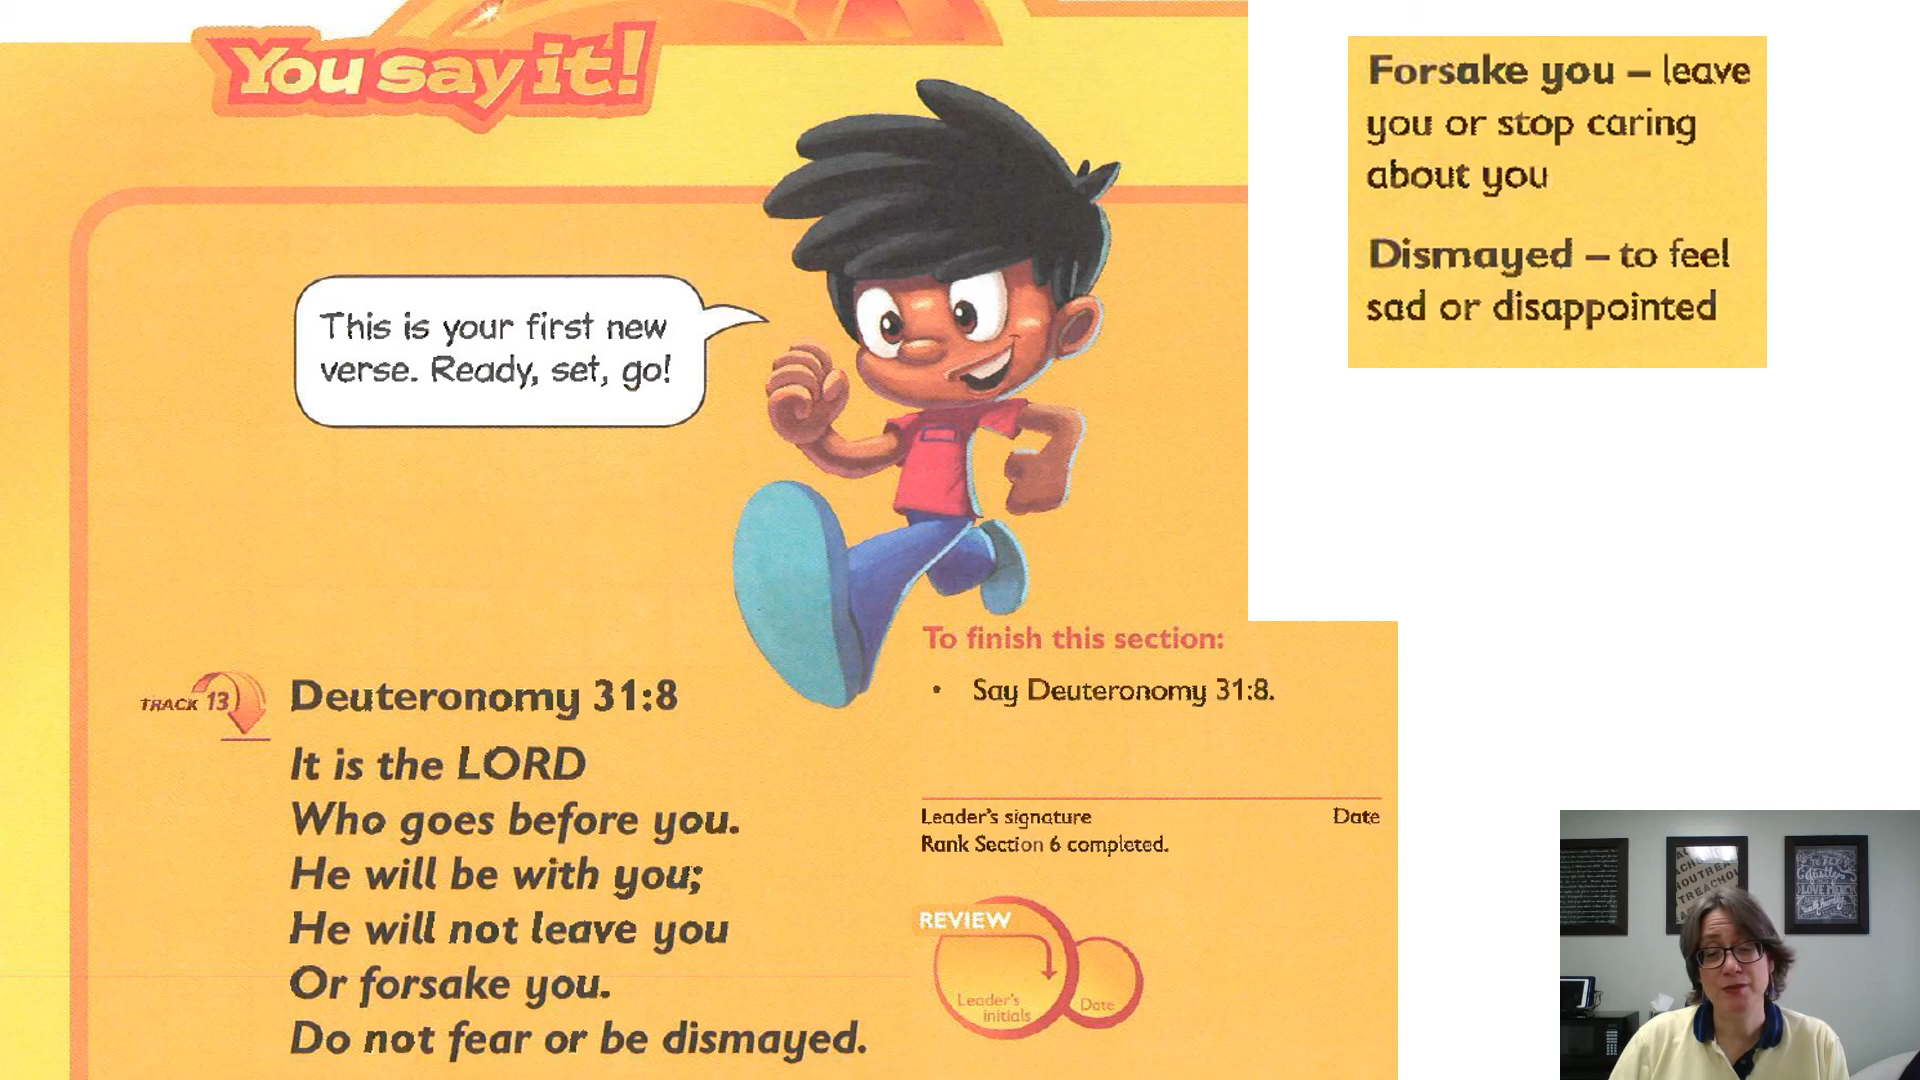 You say it!
This is your first new
verse. Ready, set, go!
Forsake you – leave
you or stop caring
about you
Dismayed – to feel
sad or disappointed
TRACK 13
Deuteronomy 31:8
It is the LORD
Who goes before you.
He will be with you;
He will not leave you
Or forsake you.
Do not fear or be dismayed.
To finish this section:
• Say Deuteronomy 31:8.
Leader's signature Date
Rank Section 6 completed.
REVIEW
Leader's
initials
Date